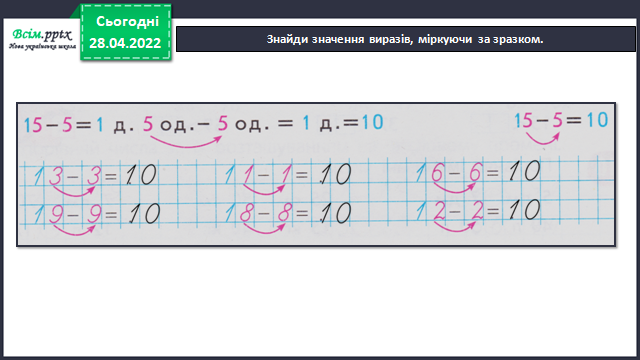 Всім.pptx
Нова українська школа
Сьогодні
28.04.2022
Знайди значення виразів, міркуючи за зразком.
15-5=1 д. 5 од.- 5 од. = 1 д.=10
15-5=10
13-3=10 11-1=10 16-6=10
19-9=10 18-8=10 12-2=10